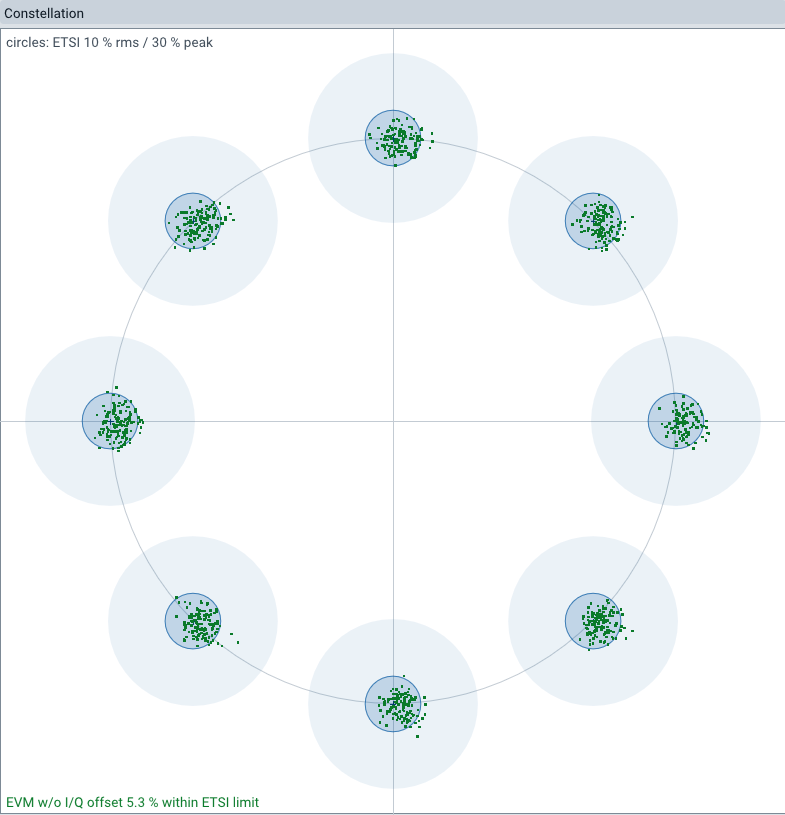 Constellation
circles: ETSI 10 % rms / 30 % peak
EVM w/o I/Q offset 5.3 % within ETSI limit